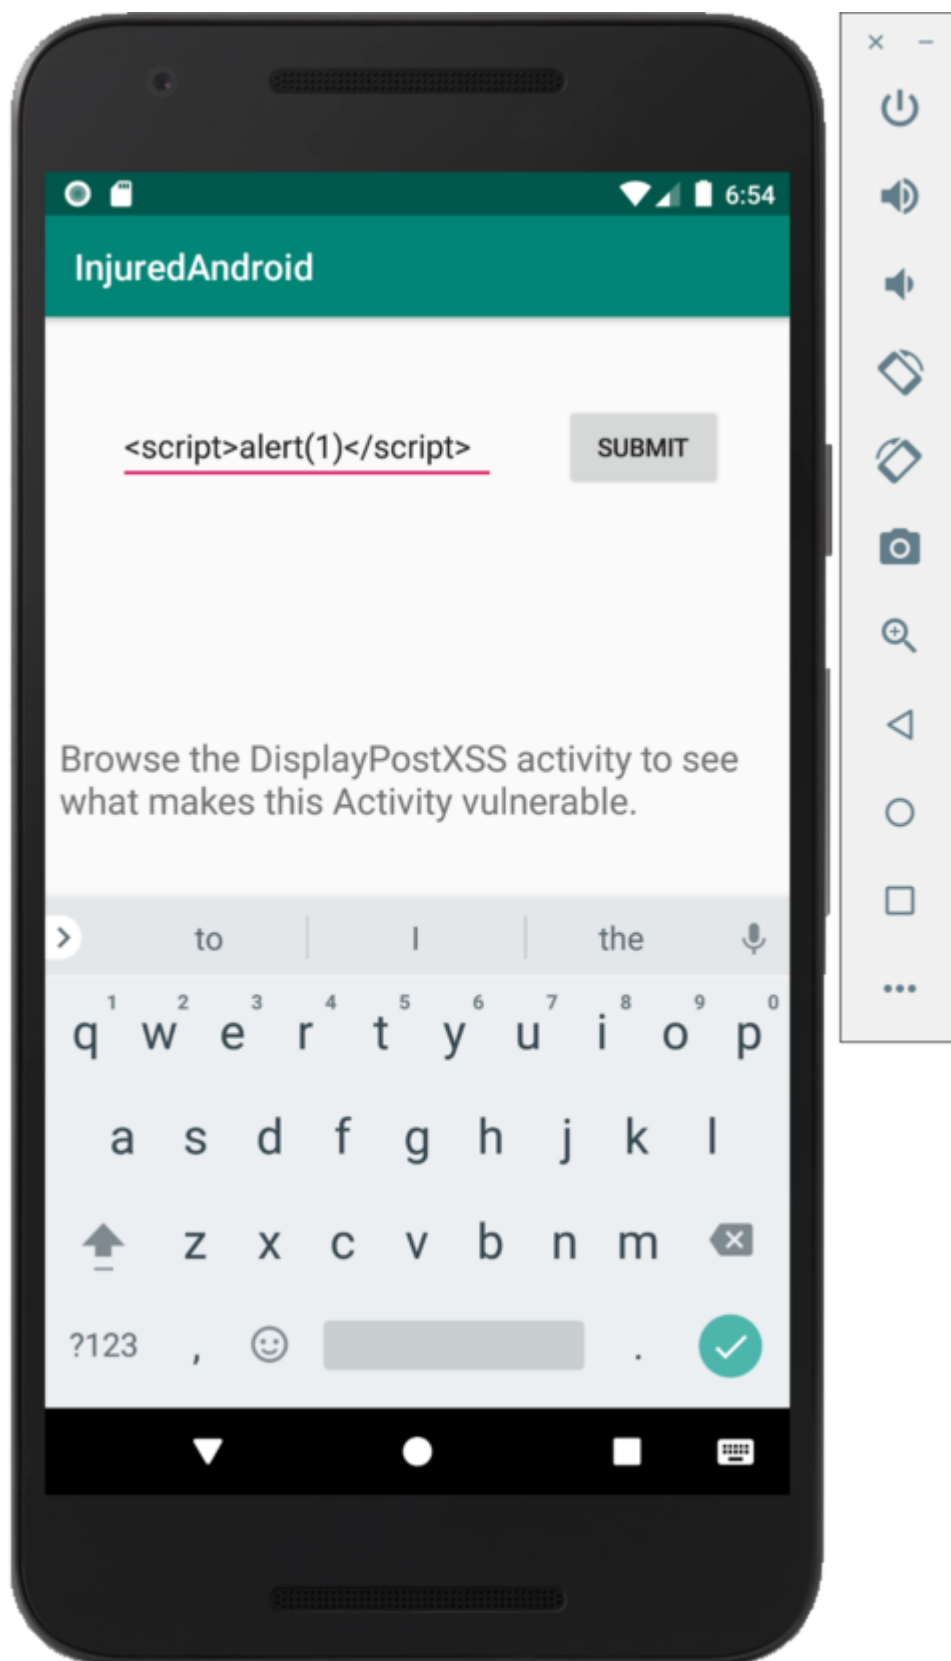 6:54
InjuredAndroid
<script>alert(1)</script>
SUBMIT
Browse the DisplayPostXSS activity to see
what makes this Activity vulnerable.
to I the
1 2 3 4 5 6 7 8 9 0
q w e r t y u i o p
a s d f g h j k l
z x c v b n m
?123 , .